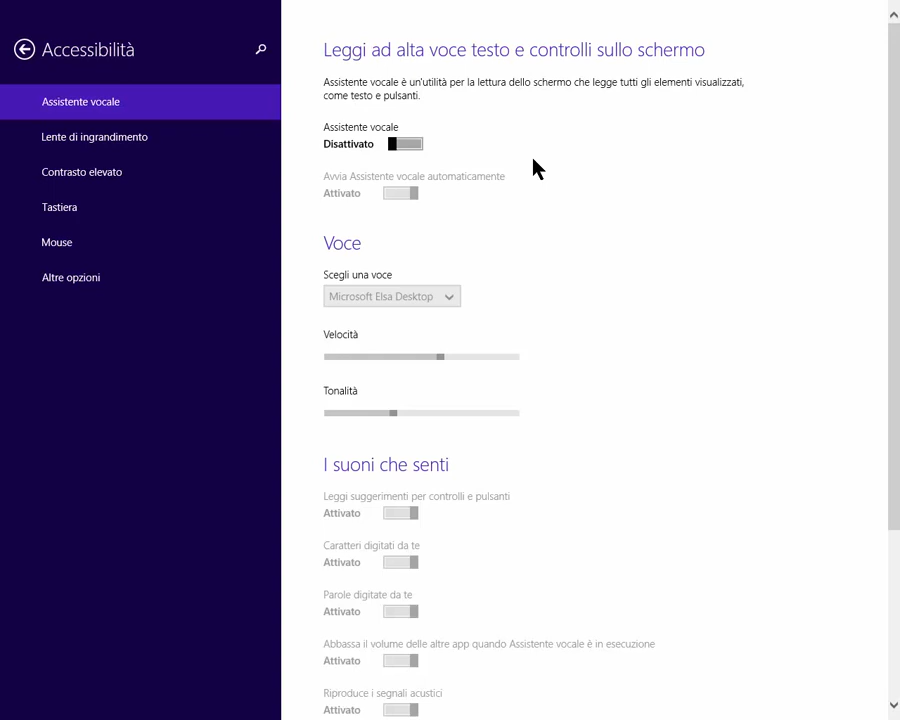 Accessibilità
Assistente vocale
Lente di ingrandimento
Contrasto elevato
Tastiera
Mouse
Altre opzioni
Leggi ad alta voce testo e controlli sullo schermo
Assistente vocale è un'utilità per la lettura dello schermo che legge tutti gli elementi visualizzati,
come testo e pulsanti.
Assistente vocale
Disattivato
Avvia Assistente vocale automaticamente
Attivato
Voce
Scegli una voce
Microsoft Elsa Desktop
Velocità
Tonalità
I suoni che senti
Leggi suggerimenti per controlli e pulsanti
Attivato
Caratteri digitati da te
Attivato
Parole digitate da te
Attivato
Abbassa il volume delle altre app quando Assistente vocale è in esecuzione
Attivato
Riproduce i segnali acustici
Attivato